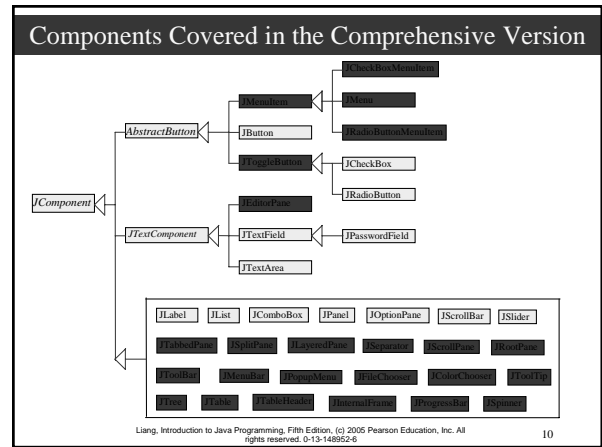 Components Covered in the Comprehensive Version
JCheckBoxMenuItem
JMenuItem
JMenu
AbstractButton
JButton
JRadioButtonMenuItem
JToggleButton
JCheckBox
JRadioButton
JComponent
JEditorPane
JTextComponent
JTextField
JPasswordField
JTextArea
JLabel JList JComboBox JPanel JOptionPane JScrollBar JSlider
JTabbedPane JSplitPane JLayeredPane JSeparator JScrollPane JRootPane
JToolBar JMenuBar JPopupMenu JFileChooser JColorChooser JToolTip
JTree JTable JTableHeader JInternalFrame JProgressBar JSpinner
Liang, Introduction to Java Programming, Fifth Edition, (c) 2005 Pearson Education, Inc. All
rights reserved. 0-13-148952-6
10